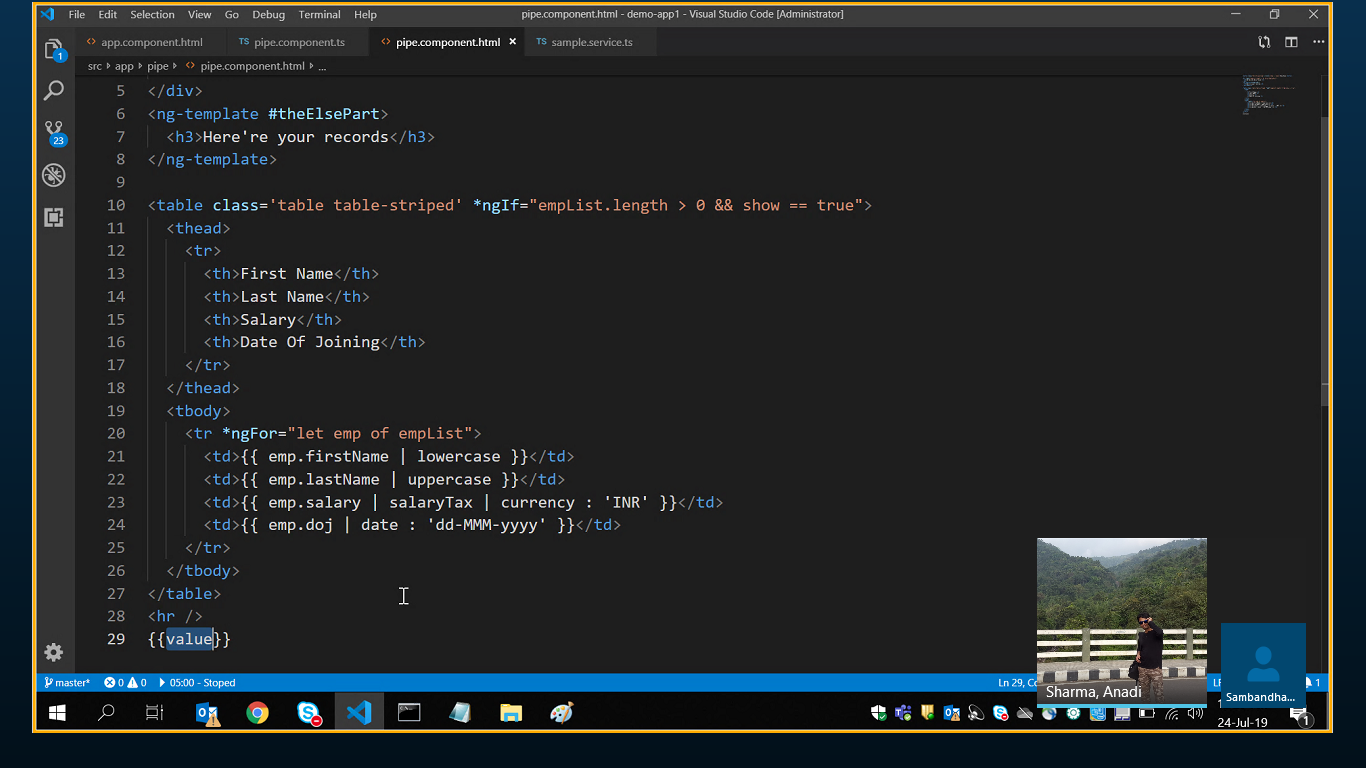 File Edit Selection View Go Debug Terminal Help pipe.component.html - demo-app1 - Visual Studio Code [Administrator]
<> app.component.html TS pipe.component.ts <> pipe.component.html × TS sample.service.ts
src › app › pipe › <> pipe.component.html › ...
1
23
5 </div>
6 <ng-template #theElsePart>
7 <h3>Here're your records</h3>
8 </ng-template>
9
10 <table class='table table-striped' *ngIf="empList.length > 0 && show == true">
11 <thead>
12 <tr>
13 <th>First Name</th>
14 <th>Last Name</th>
15 <th>Salary</th>
16 <th>Date Of Joining</th>
17 </tr>
18 </thead>
19 <tbody>
20 <tr *ngFor="let emp of empList">
21 <td>{{ emp.firstName | lowercase }}</td>
22 <td>{{ emp.lastName | uppercase }}</td>
23 <td>{{ emp.salary | salaryTax | currency : 'INR' }}</td>
24 <td>{{ emp.doj | date : 'dd-MMM-yyyy' }}</td>
25 </tr>
26 </tbody>
27 </table>
28 <hr />
29 {{value}}
Sharma, Anadi
Sambandha...
master* 0 0 05:00 - Stoped Ln 29, 1
24-Jul-19 1